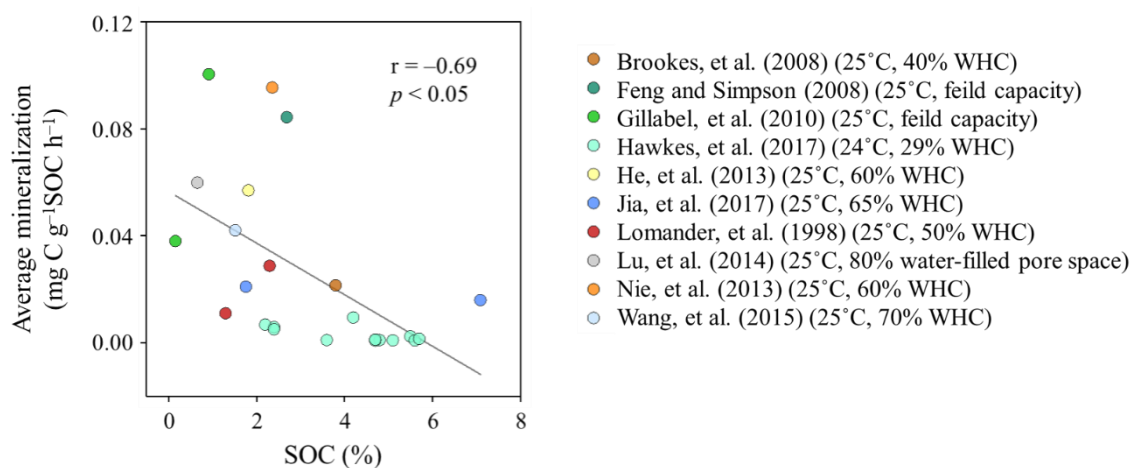 0.12
0.08
0.04
0.00
Average mineralization
(mg C g⁻¹SOC h⁻¹)
r = –0.69
p < 0.05
0 2 4 6 8
SOC (%)
Brookes, et al. (2008) (25˚C, 40% WHC)
Feng and Simpson (2008) (25˚C, feild capacity)
Gillabel, et al. (2010) (25˚C, feild capacity)
Hawkes, et al. (2017) (24˚C, 29% WHC)
He, et al. (2013) (25˚C, 60% WHC)
Jia, et al. (2017) (25˚C, 65% WHC)
Lomander, et al. (1998) (25˚C, 50% WHC)
Lu, et al. (2014) (25˚C, 80% water-filled pore space)
Nie, et al. (2013) (25˚C, 60% WHC)
Wang, et al. (2015) (25˚C, 70% WHC)